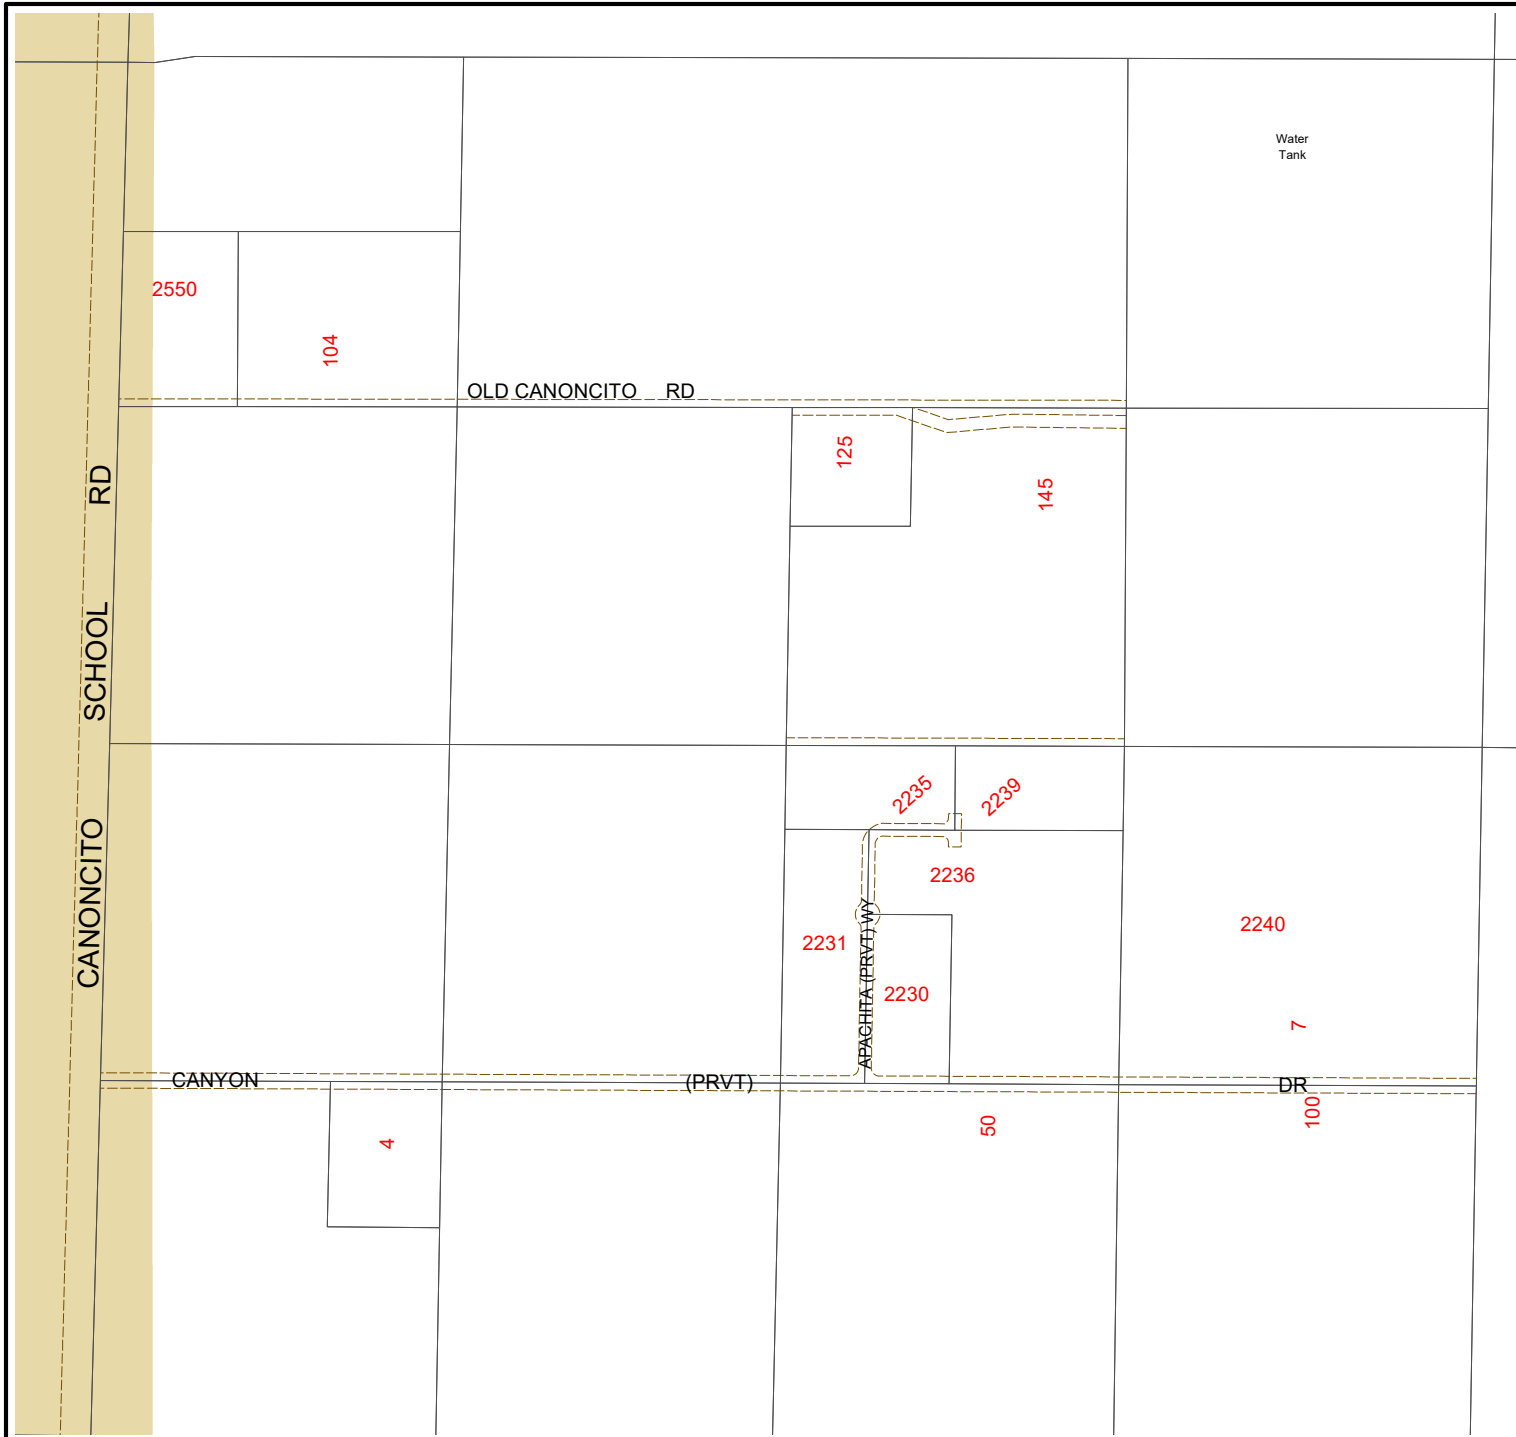 Water
Tank
2550
104
OLD CANONCITO RD
125
145
CANONCITO SCHOOL RD
2235
2239
2236
2240
2231
2230
APACHITA (PRVT) WY
7
CANYON (PRVT) DR
100
50
4